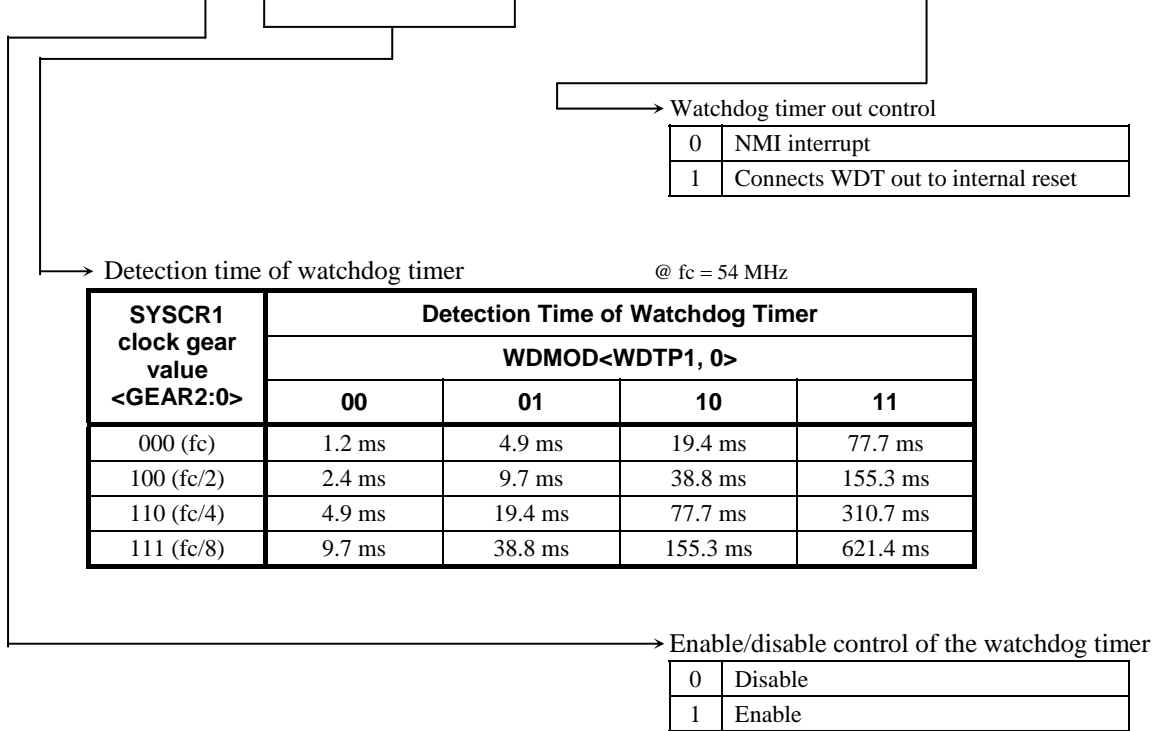 Watchdog timer out control
0 NMI interrupt
1 Connects WDT out to internal reset
Detection time of watchdog timer @ fc = 54 MHz
SYSCR1 clock gear value <GEAR2:0>
Detection Time of Watchdog Timer
WDMOD<WDTP1, 0>
00 01 10 11
000 (fc) 1.2 ms 4.9 ms 19.4 ms 77.7 ms
100 (fc/2) 2.4 ms 9.7 ms 38.8 ms 155.3 ms
110 (fc/4) 4.9 ms 19.4 ms 77.7 ms 310.7 ms
111 (fc/8) 9.7 ms 38.8 ms 155.3 ms 621.4 ms
Enable/disable control of the watchdog timer
0 Disable
1 Enable